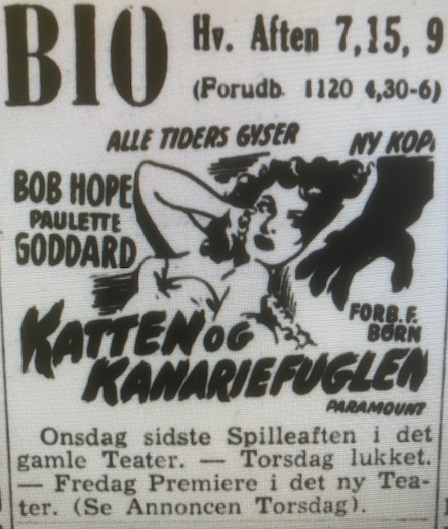 BIO
Hv. Aften 7,15, 9
(Forudb. 1120 4,30-6)
ALLE TIDERS GYSER
NY KOPI
BOB HOPE
PAULETTE
GODDARD
FORB. F.
BØRN
KATTEN OG
KANARIEFUGLEN
PARAMOUNT
Onsdag sidste Spilleaften i det
gamle Teater. — Torsdag lukket.
— Fredag Premiere i det ny Tea-
ter. (Se Annoncen Torsdag).